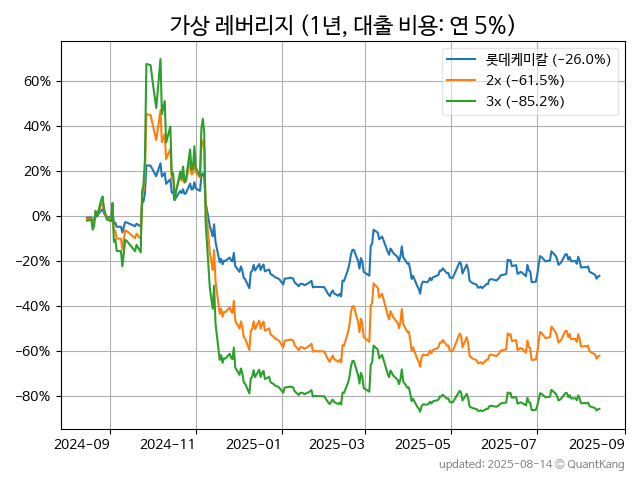 가상 레버리지 (1년, 대출 비용: 연 5%)
롯데케미칼 (-26.0%)
2x (-61.5%)
3x (-85.2%)
60%
40%
20%
0%
-20%
-40%
-60%
-80%
2024-09 2024-11 2025-01 2025-03 2025-05 2025-07 2025-09
updated: 2025-08-14 © QuantKang